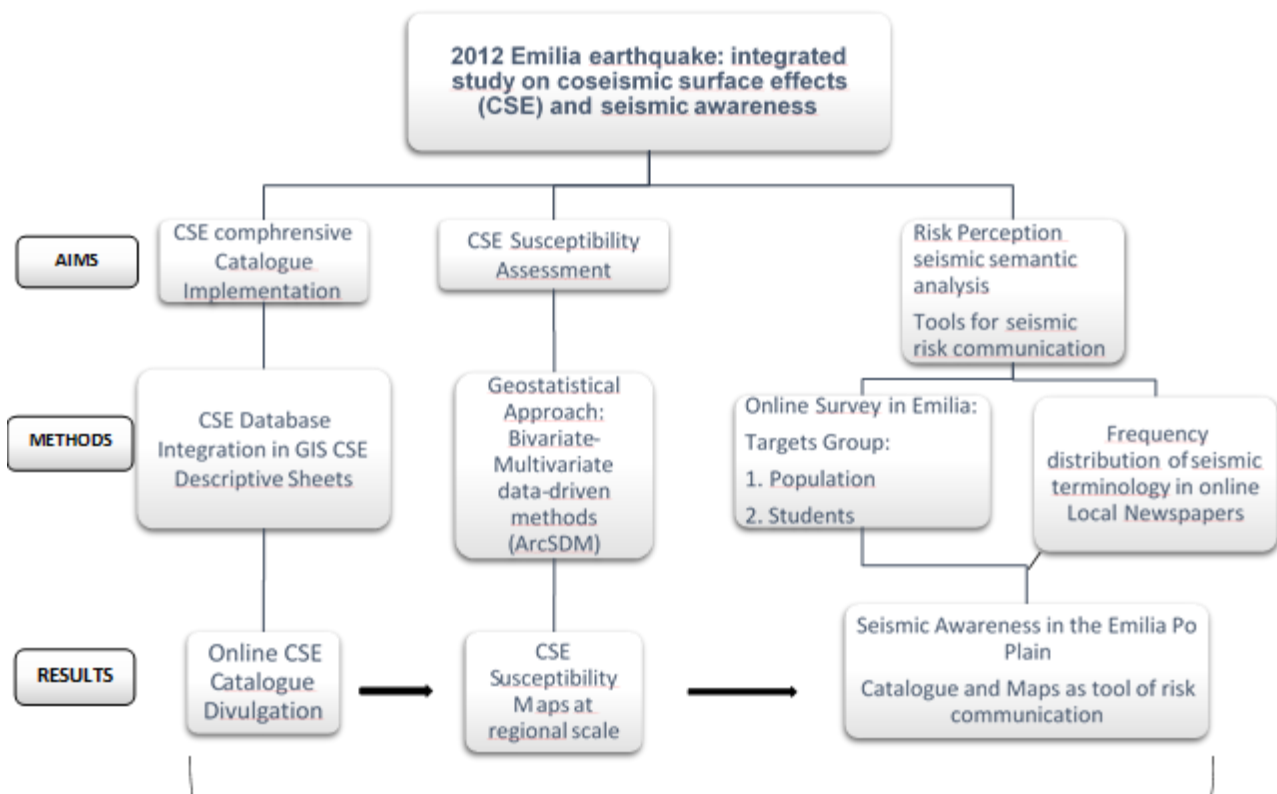 2012 Emilia earthquake: integrated
study on coseismic surface effects
(CSE) and seismic awareness
AIMS
CSE comphrensive
Catalogue
Implementation
CSE Susceptibility
Assessment
Risk Perception
seismic semantic
analysis
Tools for seismic
risk communication
METHODS
CSE Database
Integration in GIS CSE
Descriptive Sheets
Geostatistical
Approach:
Bivariate-
Multivariate
data-driven
methods
(ArcSDM)
Online Survey in Emilia:
Targets Group:
1. Population
2. Students
Frequency
distribution of seismic
terminology in online
Local Newspapers
RESULTS
Online CSE
Catalogue
Divulgation
CSE
Susceptibility
Maps at
regional scale
Seismic Awareness in the Emilia Po
Plain
Catalogue and Maps as tool of risk
communication